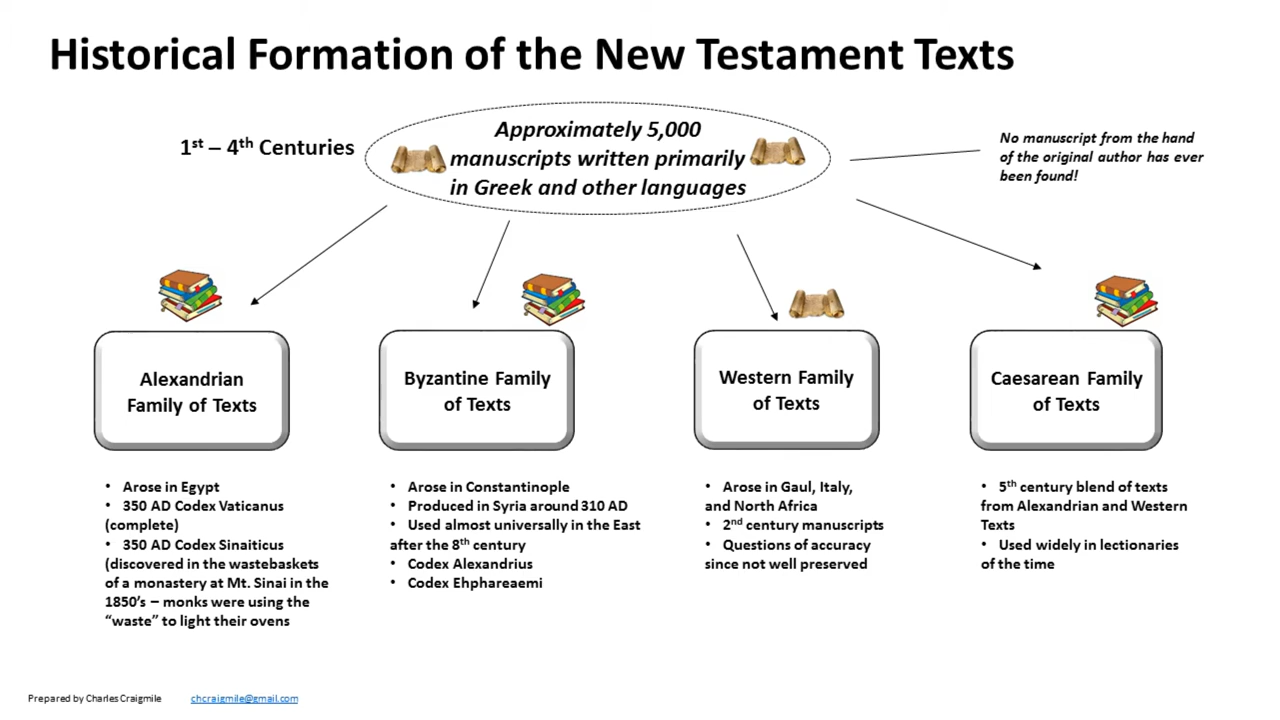 Historical Formation of the New Testament Texts
1st – 4th Centuries
Approximately 5,000
manuscripts written primarily
in Greek and other languages
No manuscript from the hand
of the original author has ever
been found!
Alexandrian
Family of Texts
Byzantine Family
of Texts
Western Family
of Texts
Caesarean Family
of Texts
• Arose in Egypt
• 350 AD Codex Vaticanus
(complete)
• 350 AD Codex Sinaiticus
(discovered in the wastebaskets
of a monastery at Mt. Sinai in the
1850's – monks were using the
“waste” to light their ovens
• Arose in Constantinople
• Produced in Syria around 310 AD
• Used almost universally in the East
after the 8th century
• Codex Alexandrius
• Codex Ehphareaemi
• Arose in Gaul, Italy,
and North Africa
• 2nd century manuscripts
• Questions of accuracy
since not well preserved
• 5th century blend of texts
from Alexandrian and Western
Texts
• Used widely in lectionaries
of the time
Prepared by Charles Craigmile chcraigmile@gmail.com